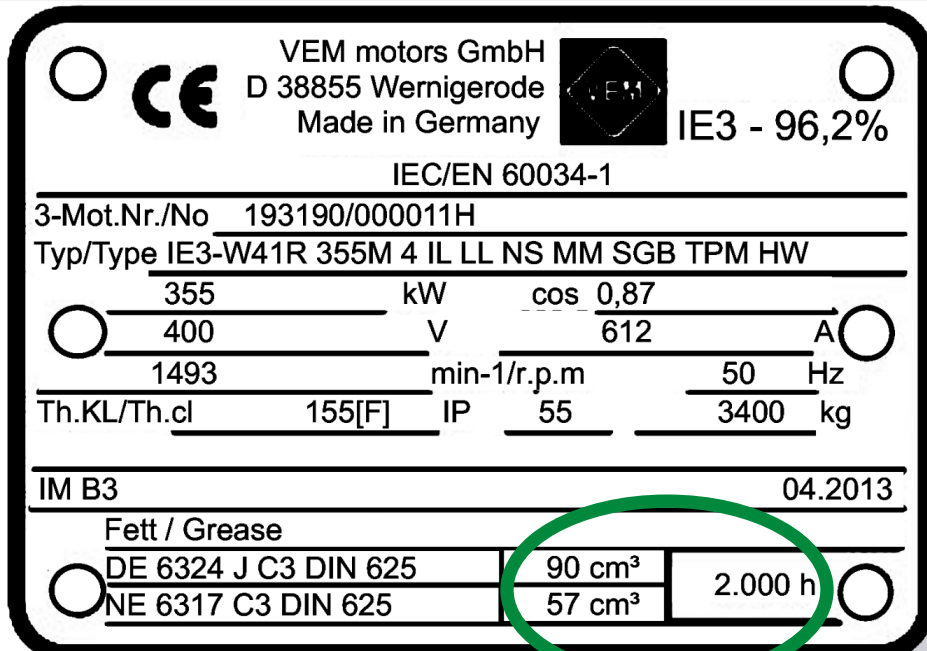 VEM motors GmbH
D 38855 Wernigerode
Made in Germany
CE
VEM
IE3 - 96,2%
IEC/EN 60034-1
3-Mot.Nr./No 193190/000011H
Typ/Type IE3-W41R 355M 4 IL LL NS MM SGB TPM HW
355 kW cos 0,87
400 V 612 A
1493 min-1/r.p.m 50 Hz
Th.KL/Th.cl 155[F] IP 55 3400 kg
IM B3 04.2013
Fett / Grease
DE 6324 J C3 DIN 625 90 cm³
2.000 h
NE 6317 C3 DIN 625 57 cm³